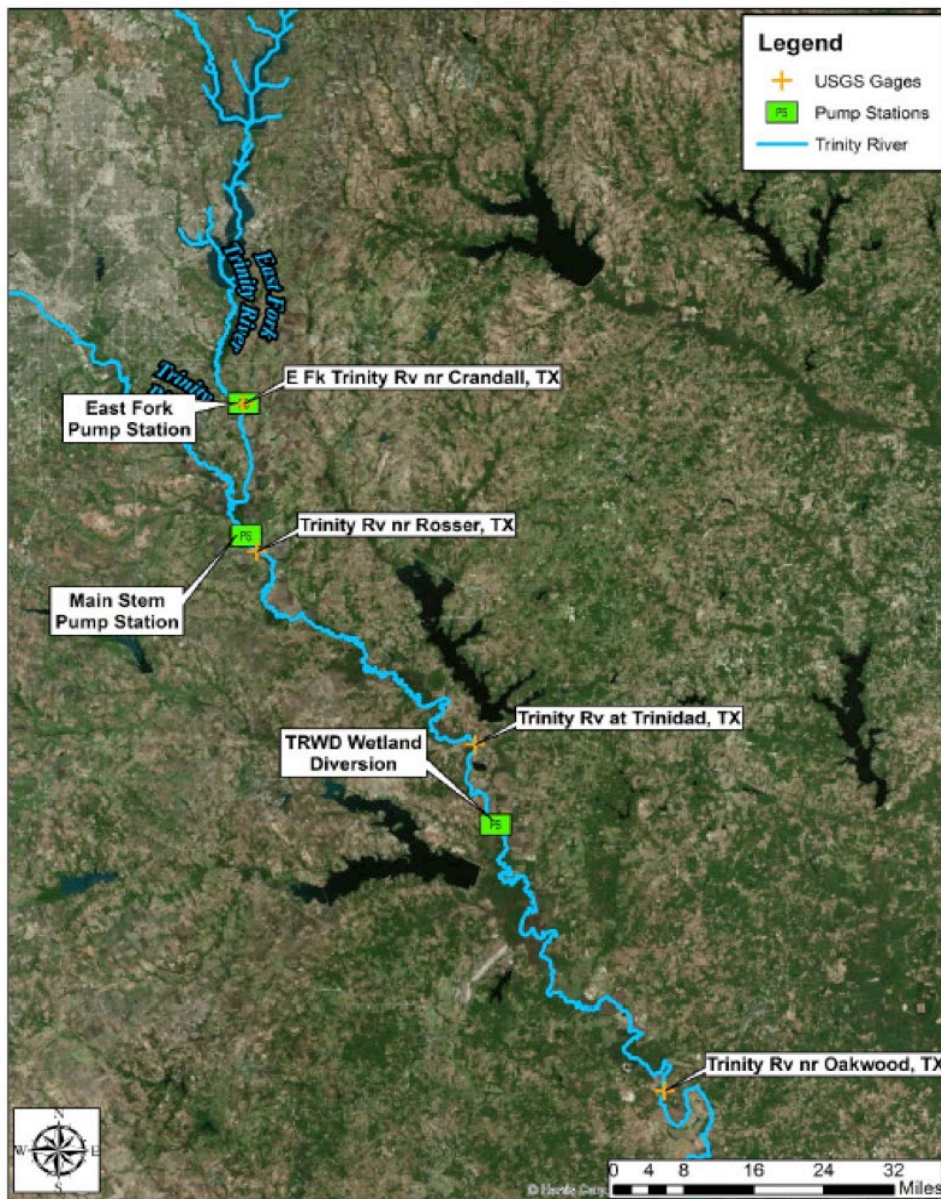 Legend
USGS Gages
PS
Pump Stations
Trinity River
East Fork
Trinity River
Trinity
E Fk Trinity Rv nr Crandall, TX
East Fork
Pump Station
Trinity Rv nr Rosser, TX
PS
Main Stem
Pump Station
Trinity Rv at Trinidad, TX
TRWD Wetland
Diversion
PS
Trinity Rv nr Oakwood, TX
N
W E
S
0 4 8 16 24 32
Miles